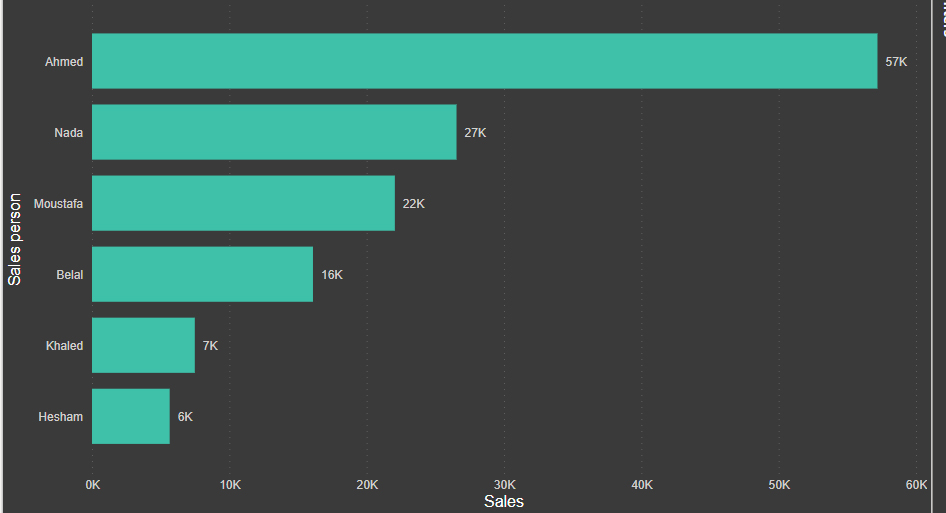 Sales person
Ahmed 57K
Nada 27K
Moustafa 22K
Belal 16K
Khaled 7K
Hesham 6K
0K 10K 20K 30K 40K 50K 60K
Sales